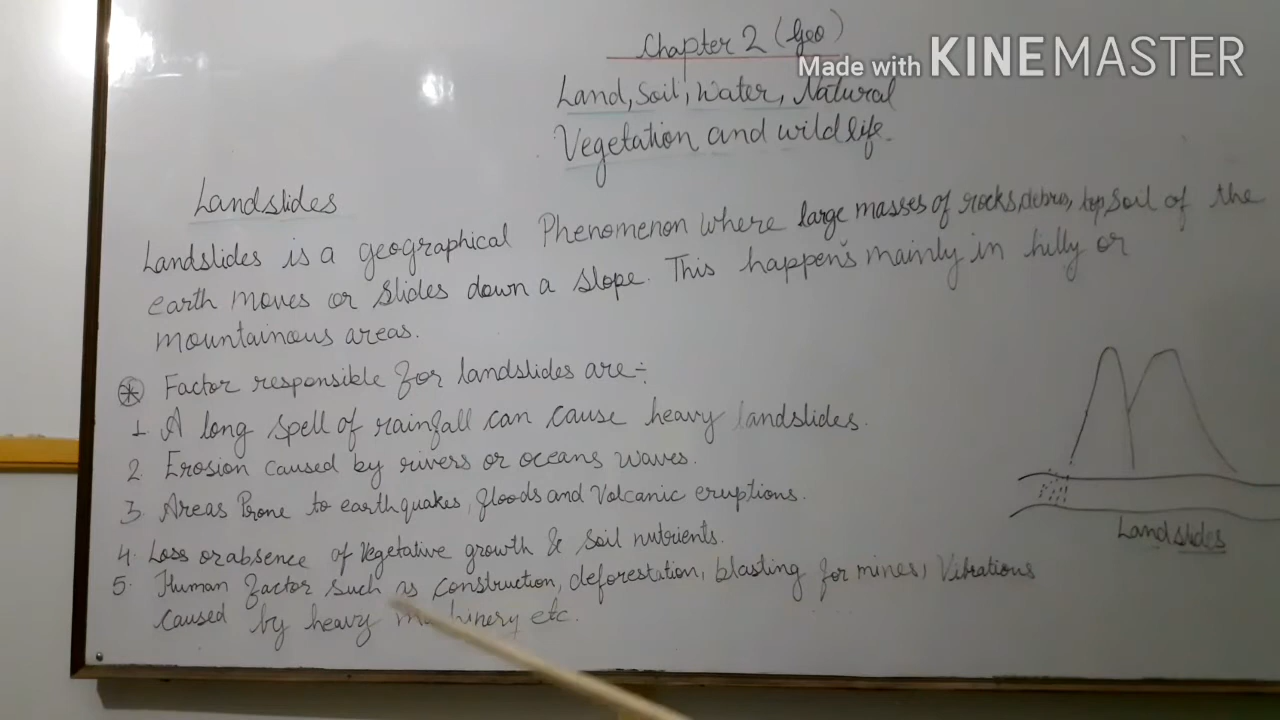 Chapter 2 (Geo)
Made with KINEMASTER
Land, Soil, Water, Natural
Vegetation and wildlife.
Landslides
Landslides is a geographical Phenomenon where large masses of rocks, debris, top soil of the
earth moves or slides down a slope. This happens mainly in hilly or
mountainous areas.
* Factor responsible for landslides are:-
1 A long spell of rainfall can cause heavy landslides.
2. Erosion caused by rivers or oceans waves.
3. Areas Prone to earthquakes, floods and Volcanic eruptions.
4. Loss or absence of Vegetative growth & soil nutrients.
5. Human factor such as construction, deforestation, blasting for mines, Vibrations
caused by heavy machinery etc.
Landslides